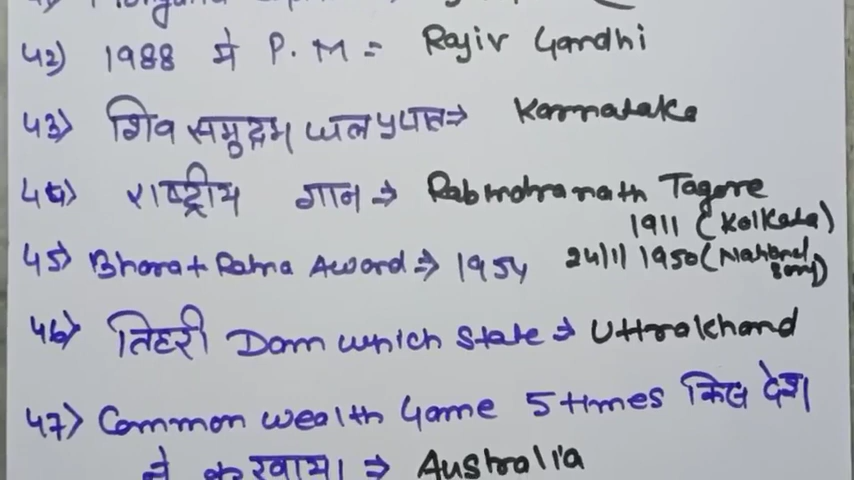 42) 1988 में P.M = Rajiv Gandhi
43) शिव समुद्रम जलप्रपात ⇒ Karnataka
44) राष्ट्रीय गान ⇒ Rabindranath Tagore
1911 (Kolkata)
45) Bharat Ratna Award ⇒ 1954 24/1/1950 (National Song)
46) तिहरी Dam which state ⇒ Uttrakhand
47) Common wealth Game 5 times किस देश
ने करवाया। ⇒ Australia